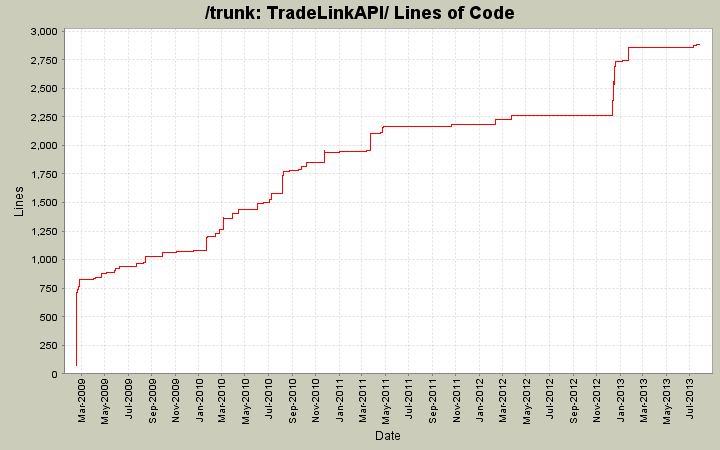 /trunk: TradeLinkAPI/ Lines of Code
Lines
3,000
2,750
2,500
2,250
2,000
1,750
1,500
1,250
1,000
750
500
250
0
Mar-2009
May-2009
Jul-2009
Sep-2009
Nov-2009
Jan-2010
Mar-2010
May-2010
Jul-2010
Sep-2010
Nov-2010
Jan-2011
Mar-2011
May-2011
Jul-2011
Sep-2011
Nov-2011
Jan-2012
Mar-2012
May-2012
Jul-2012
Sep-2012
Nov-2012
Jan-2013
Mar-2013
May-2013
Jul-2013
Date